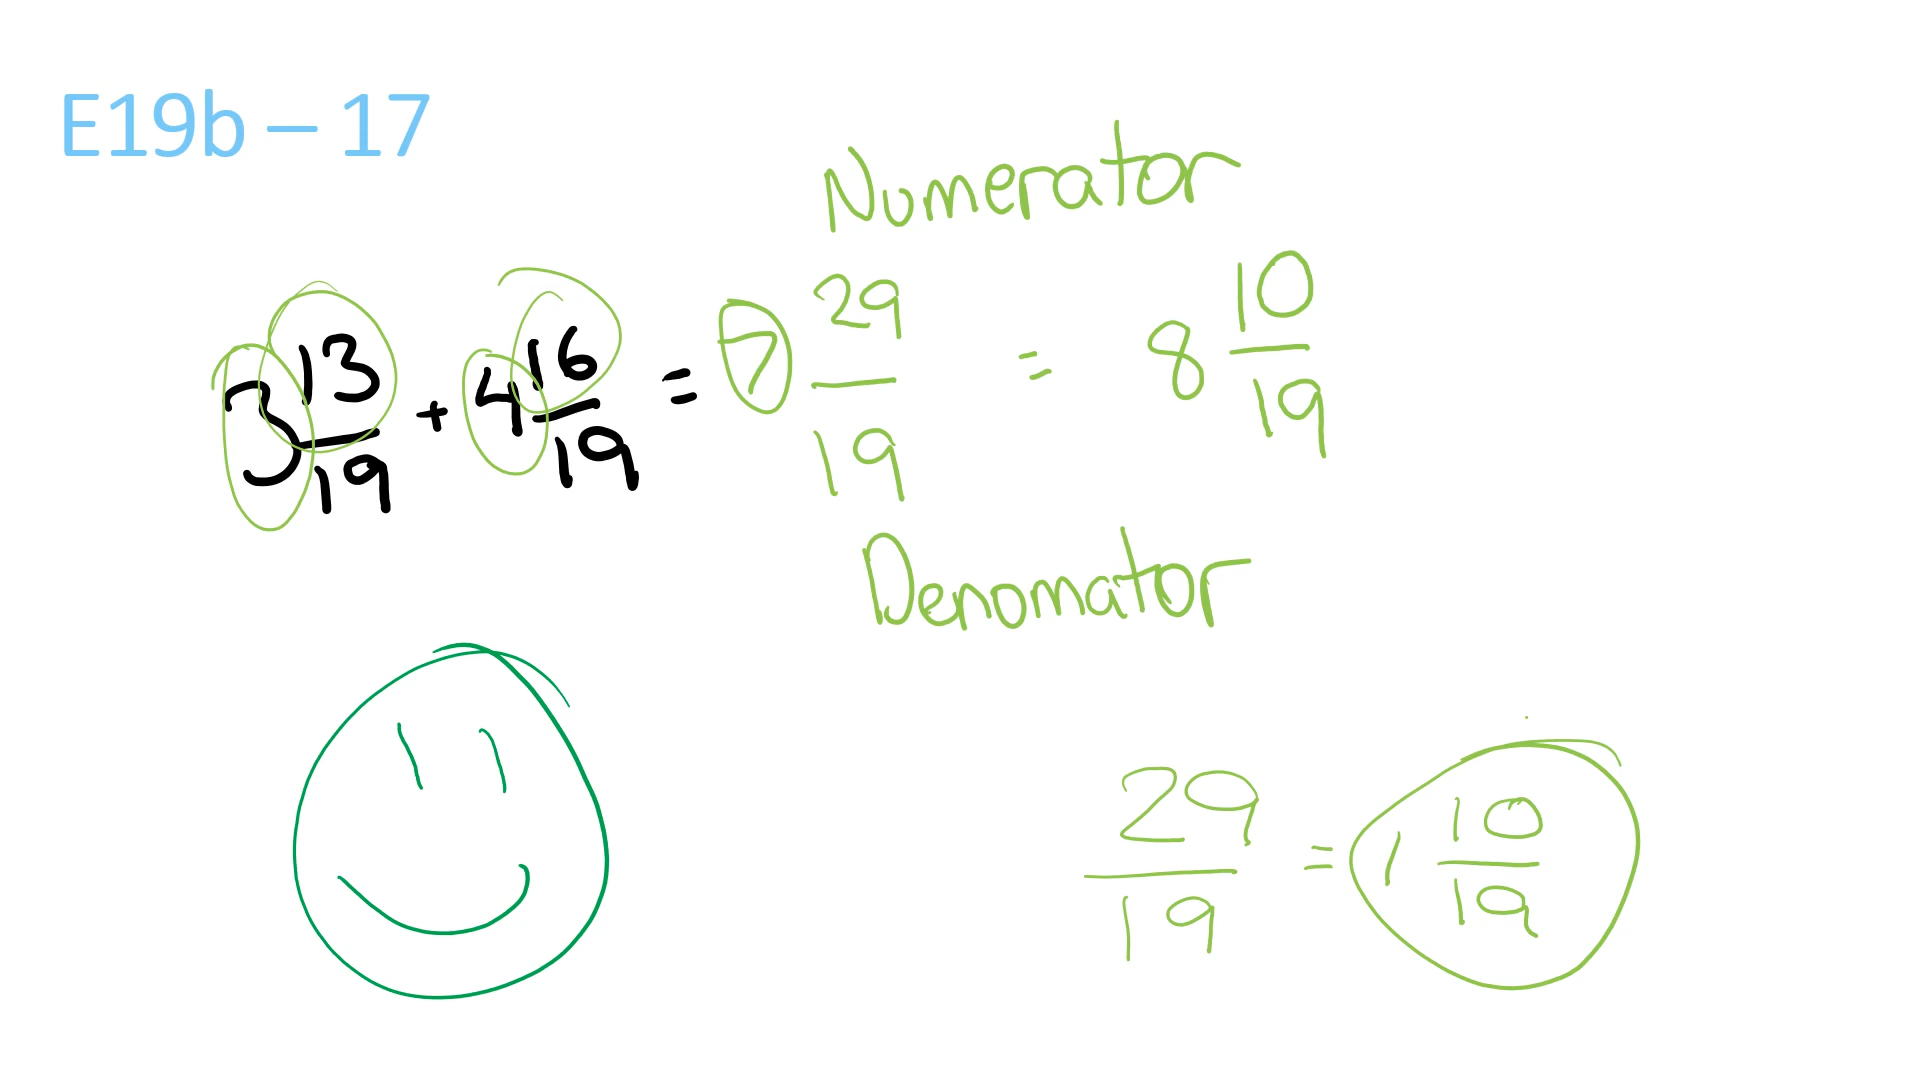 E19b – 17
Numerator
3 13/19 + 4 16/19 = 7 29/19 = 8 10/19
Denomator
29/19 = 1 10/19